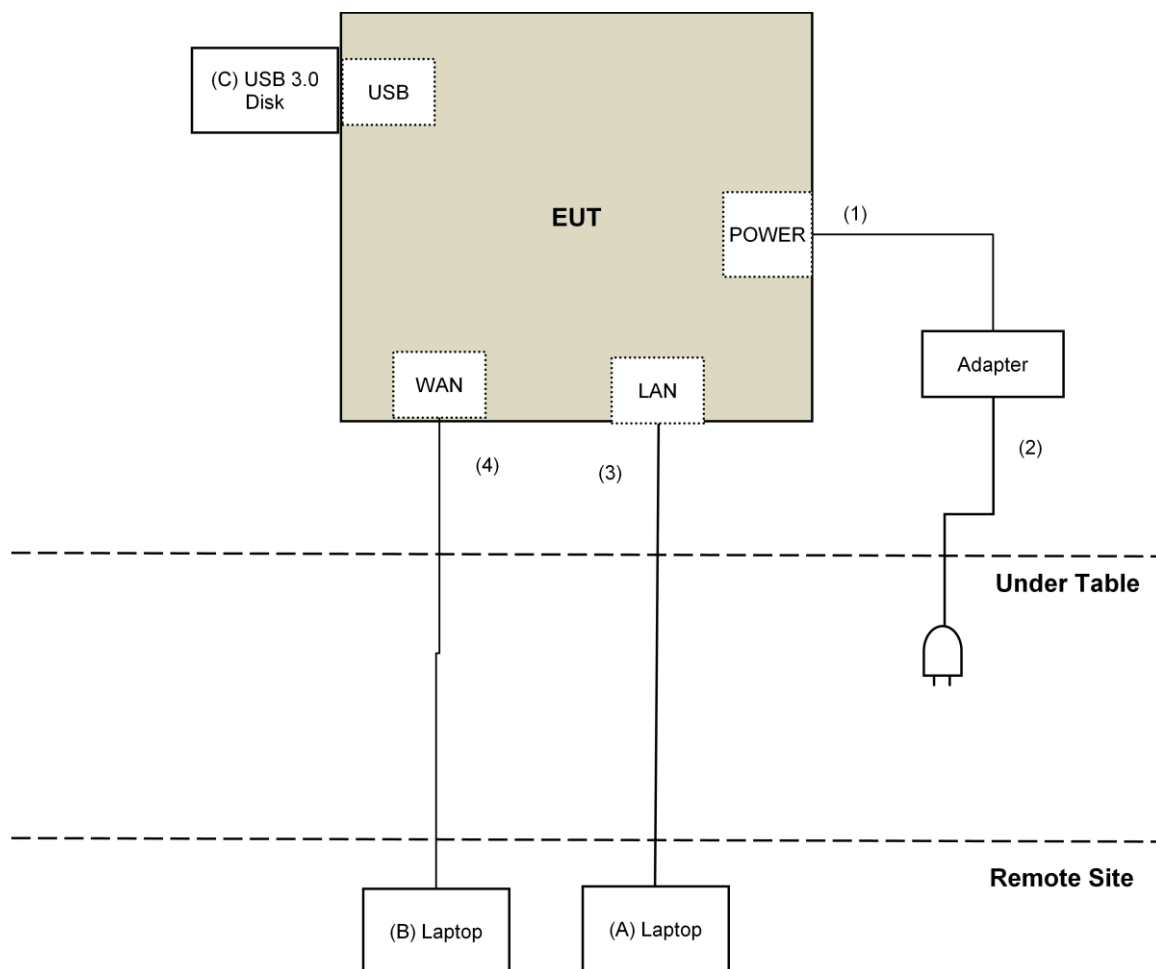 (C) USB 3.0
Disk
USB
EUT
(1)
POWER
Adapter
WAN
LAN
(2)
(4)
(3)
Under Table
Remote Site
(B) Laptop
(A) Laptop